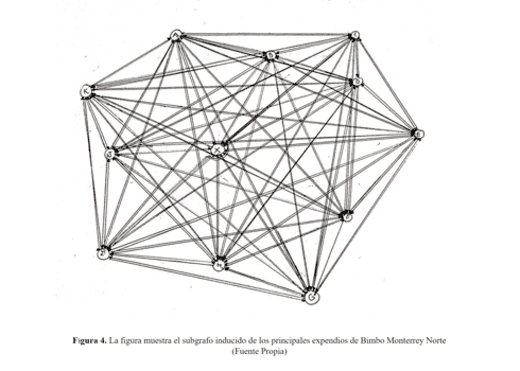 A
K
X
G
Figura 4. La figura muestra el subgrafo inducido de los principales expendios de Bimbo Monterrey Norte
(Fuente Propia)